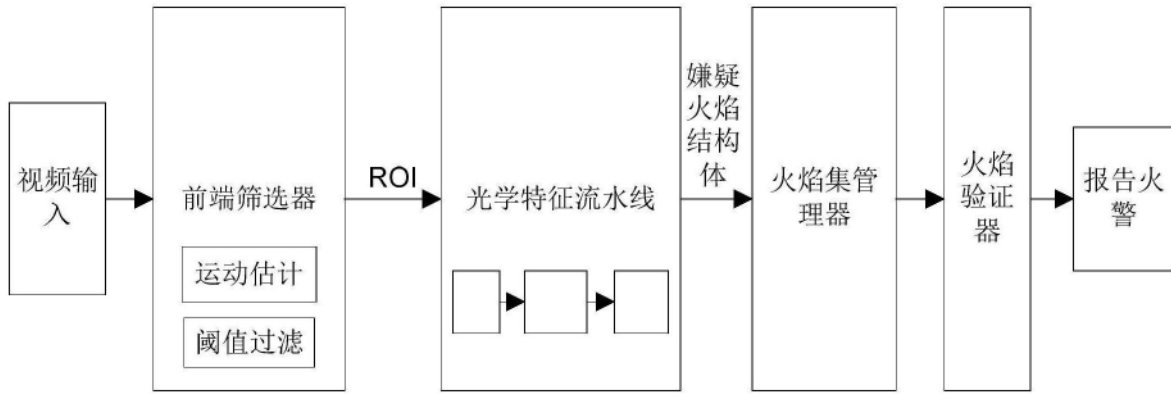 视频输
入
前端筛选器
运动估计
阈值过滤
ROI
光学特征流水线
嫌疑
火焰
结构
体
火焰集管
理器
火焰
验证
器
报告火
警